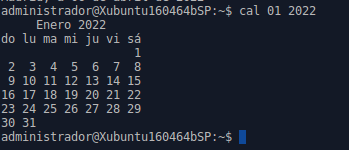 administrador@Xubuntu160464bSP:~$ cal 01 2022
     Enero 2022
do lu ma mi ju vi sá
                   1
 2  3  4  5  6  7  8
 9 10 11 12 13 14 15
16 17 18 19 20 21 22
23 24 25 26 27 28 29
30 31
administrador@Xubuntu160464bSP:~$